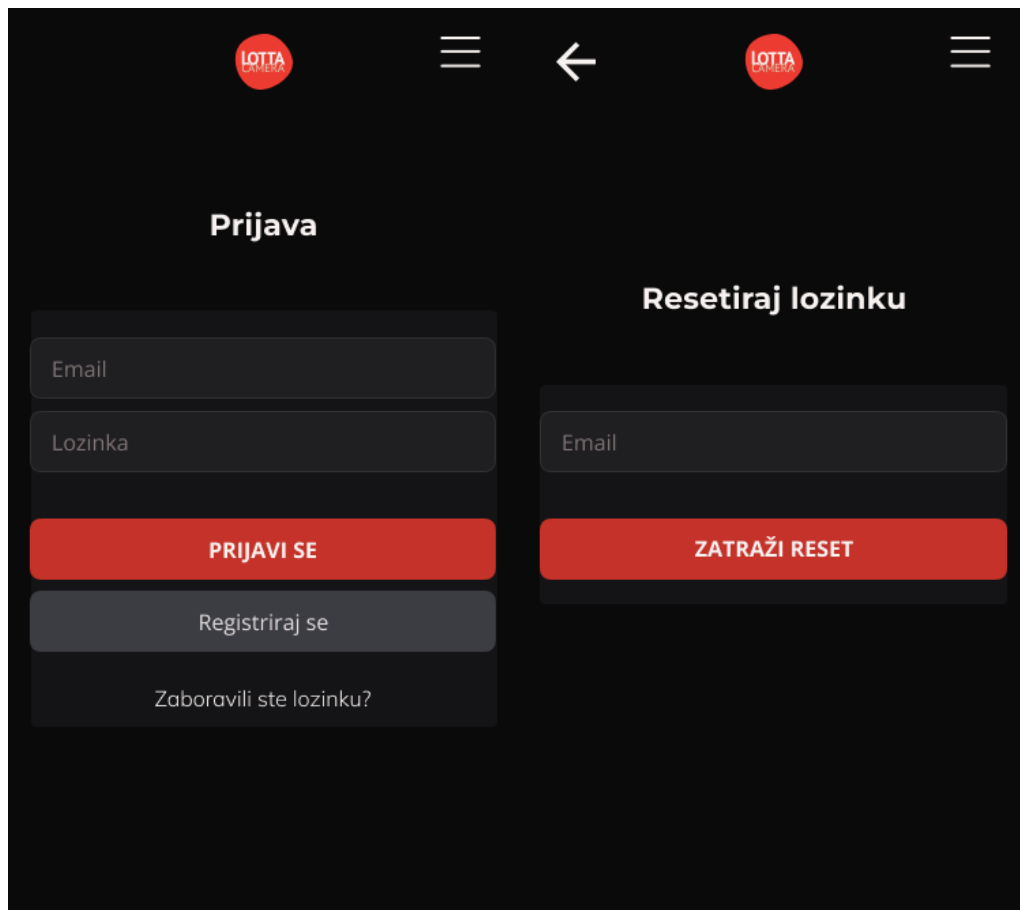 LOTTA
CAMERA
Prijava
Email
Lozinka
PRIJAVI SE
Registriraj se
Zaboravili ste lozinku?
LOTTA
CAMERA
Resetiraj lozinku
Email
ZATRAŽI RESET